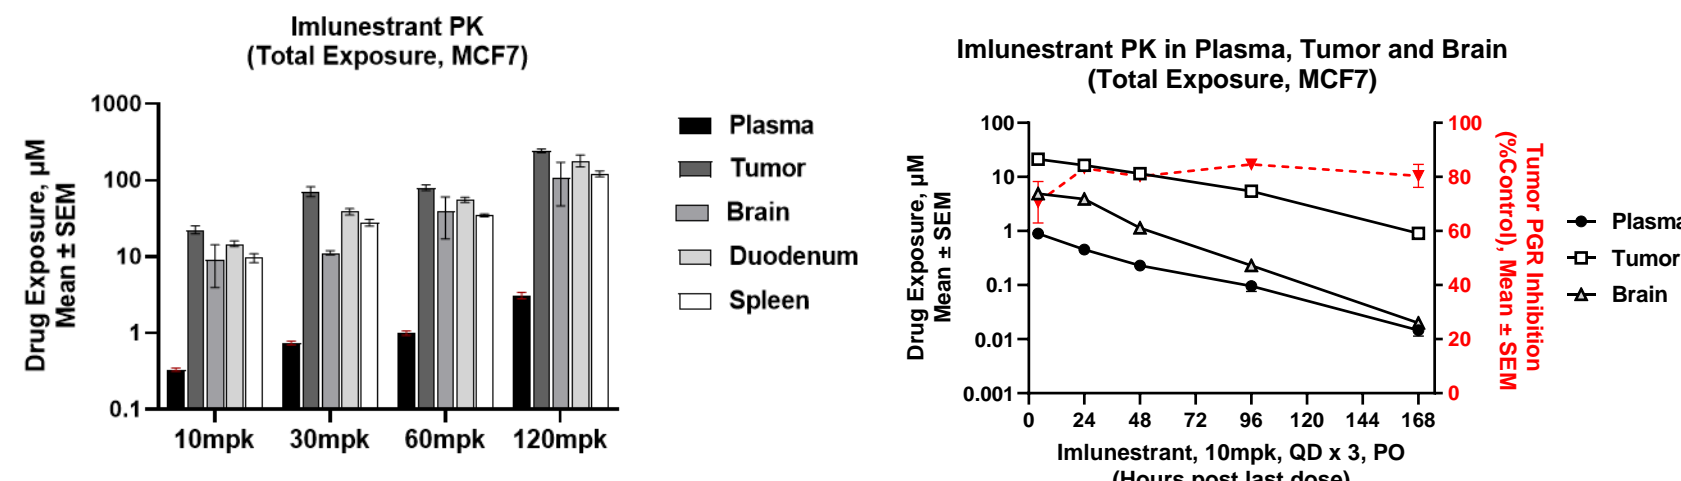 Imlunestrant PK
(Total Exposure, MCF7)
Drug Exposure, µM
Mean ± SEM
1000
100
10
1
0.1
10mpk
30mpk
60mpk
120mpk
Plasma
Tumor
Brain
Duodenum
Spleen
Imlunestrant PK in Plasma, Tumor and Brain
(Total Exposure, MCF7)
Drug Exposure, µM
Mean ± SEM
100
10
1
0.1
0.01
0.001
0
24
48
72
96
120
144
168
Imlunestrant, 10mpk, QD x 3, PO
(Hours post last dose)
100
80
60
40
20
0
Tumor PGR Inhibition
(%Control), Mean ± SEM
Plasma
Tumor
Brain